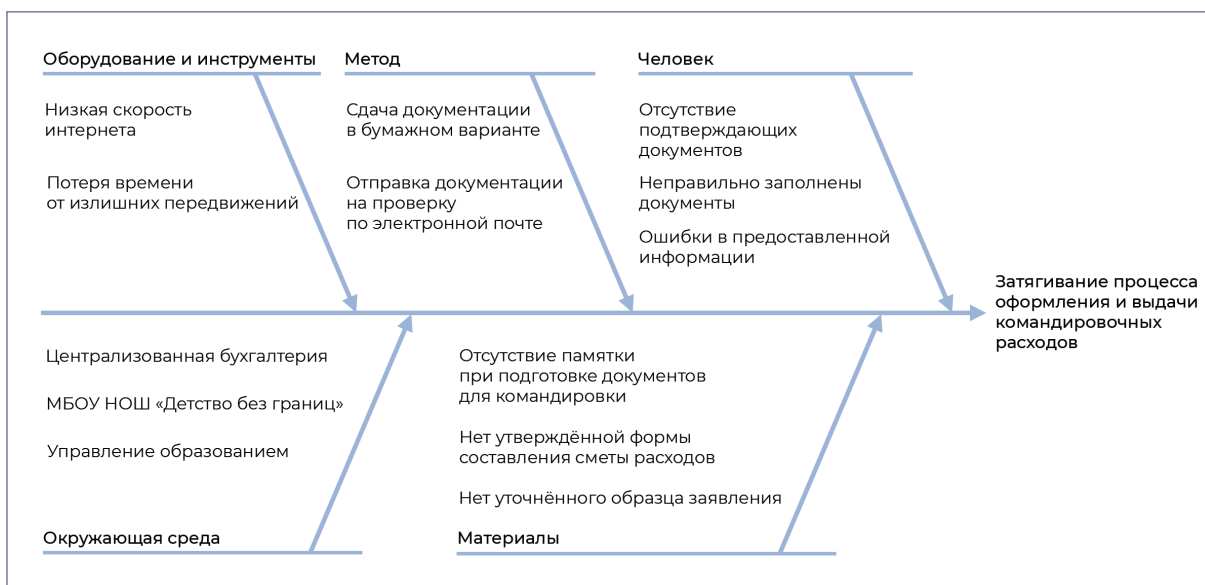 Оборудование и инструменты
Низкая скорость
интернета
Потеря времени
от излишних передвижений
Метод
Сдача документации
в бумажном варианте
Отправка документации
на проверку
по электронной почте
Человек
Отсутствие
подтверждающих
документов
Неправильно заполнены
документы
Ошибки в предоставленной
информации
Затягивание процесса
оформления и выдачи
командировочных
расходов
Централизованная бухгалтерия
МБОУ НОШ «Детство без границ»
Управление образованием
Окружающая среда
Отсутствие памятки
при подготовке документов
для командировки
Нет утверждённой формы
составления сметы расходов
Нет уточнённого образца заявления
Материалы